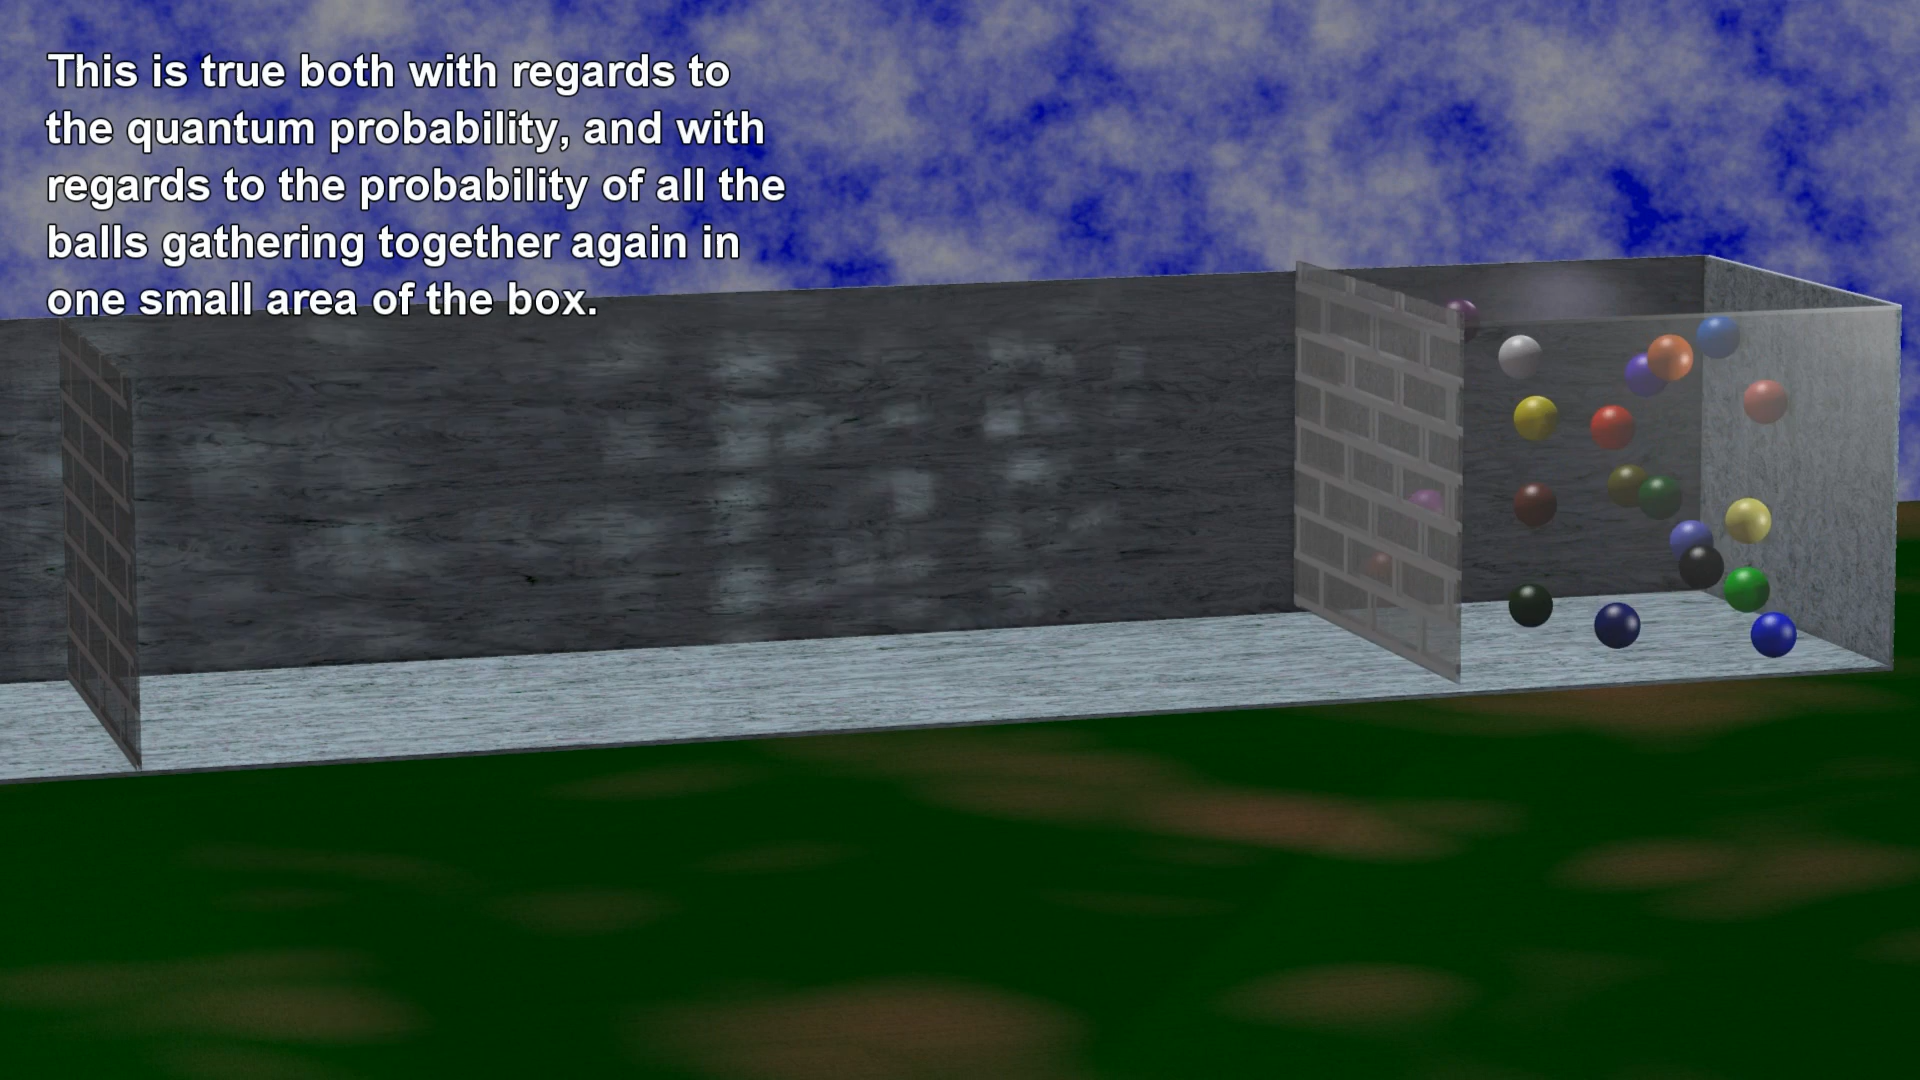 This is true both with regards to
the quantum probability, and with
regards to the probability of all the
balls gathering together again in
one small area of the box.